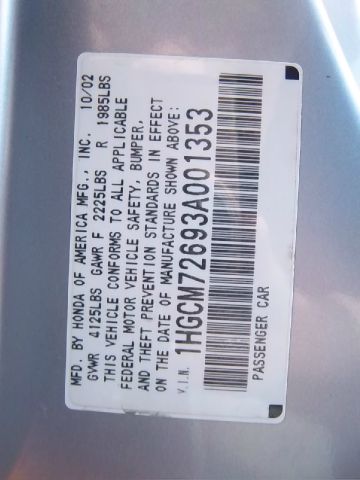 MFD. BY HONDA OF AMERICA MFG., INC. 10/02
GVWR 4125LBS GAWR F 2225LBS R 1985LBS
THIS VEHICLE CONFORMS TO ALL APPLICABLE
FEDERAL MOTOR VEHICLE SAFETY, BUMPER,
AND THEFT PREVENTION STANDARDS IN EFFECT
ON THE DATE OF MANUFACTURE SHOWN ABOVE:
V.I.N. 1HGCM72693A001353
PASSENGER CAR